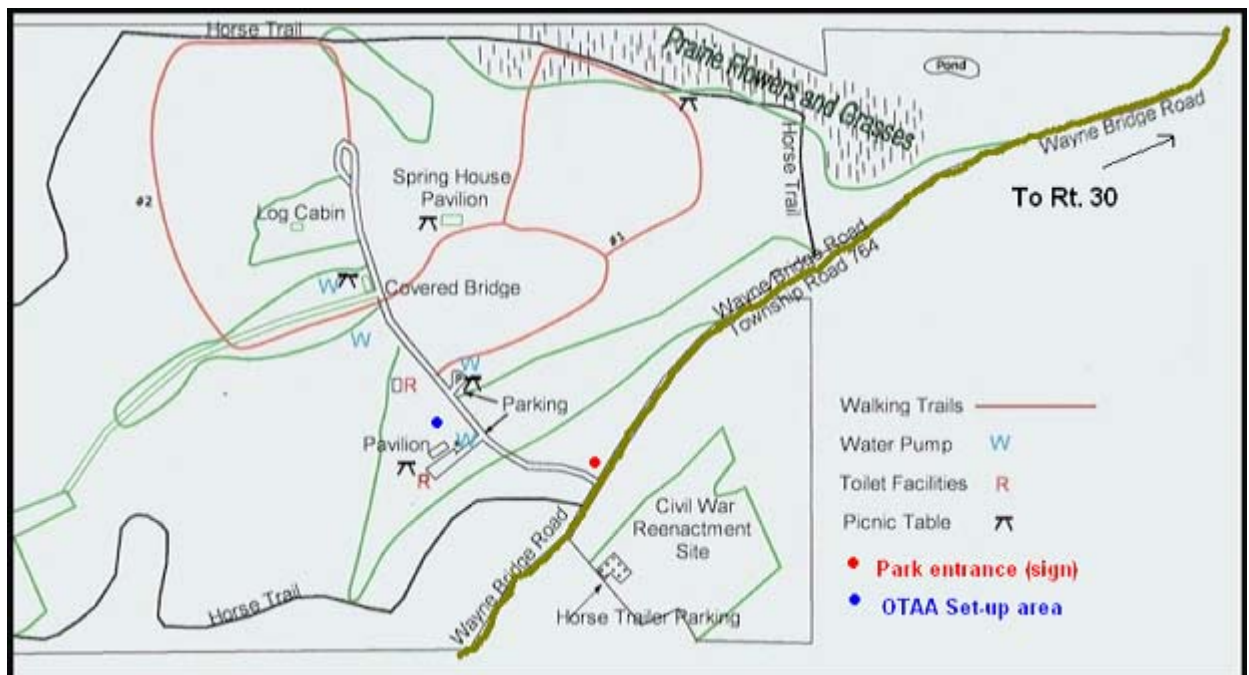 Horse Trail
Prairie Flowers and Grasses
Pond
Wayne Bridge Road
To Rt. 30
Horse Trail
#2
Spring House
Pavilion
Log Cabin
#1
W
Covered Bridge
W
Wayne Bridge Road
Township Road 764
W
R
Parking
Pavilion
W
R
Walking Trails
Water Pump W
Toilet Facilities R
Picnic Table
Park entrance (sign)
OTAA Set-up area
Civil War
Reenactment
Site
Wayne Bridge Road
Horse Trail
Horse Trailer Parking